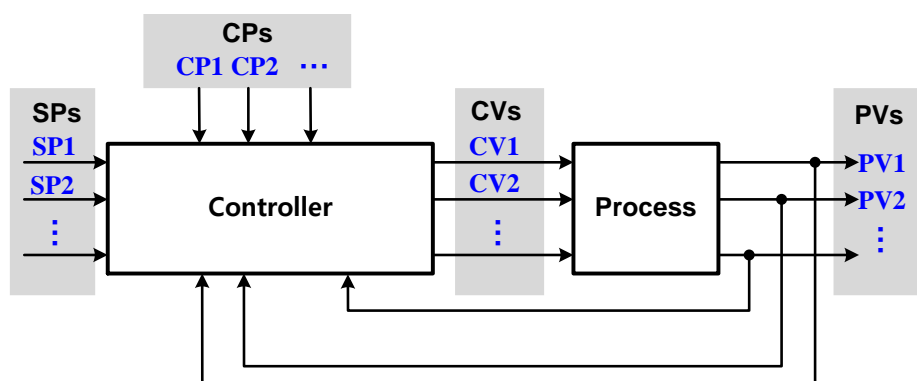 CPs
CP1 CP2 ...
SPs
SP1
SP2
⋮
Controller
CVs
CV1
CV2
⋮
Process
PVs
PV1
PV2
⋮